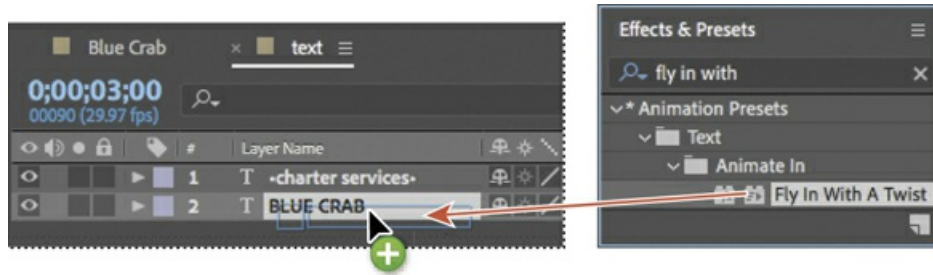 Blue Crab
× text ≡
0;00;03;00
00090 (29.97 fps)
# Layer Name
1 T •charter services•
2 T BLUE CRAB
Effects & Presets ≡
fly in with ×
* Animation Presets
Text
Animate In
Fly In With A Twist